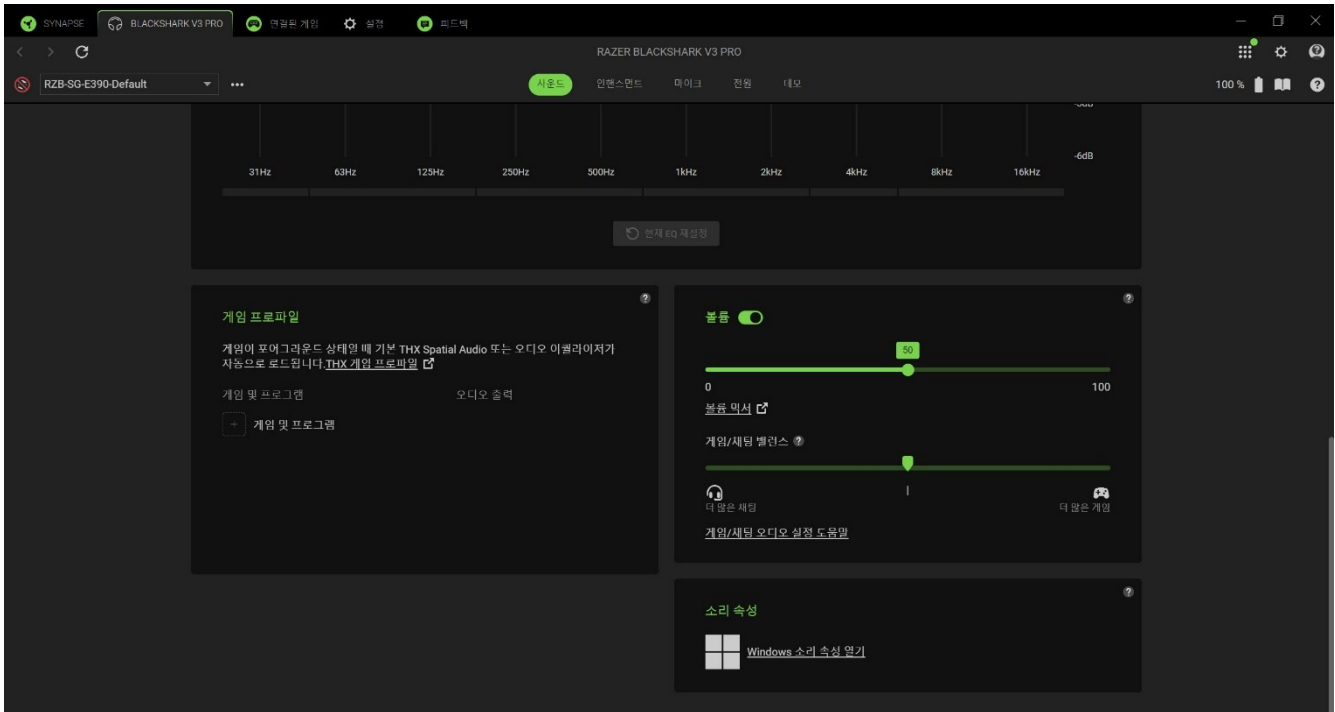 SYNAPSE
BLACKSHARK V3 PRO
연결된 게임
설정
피드백
RAZER BLACKSHARK V3 PRO
RZB-SG-E390-Default
사운드
인핸스먼트
마이크
전원
데모
100 %
-6dB
31Hz
63Hz
125Hz
250Hz
500Hz
1kHz
2kHz
4kHz
8kHz
16kHz
현재 EQ 재설정
게임 프로파일
게임이 포어그라운드 상태일 때 기본 THX Spatial Audio 또는 오디오 이퀄라이저가
자동으로 로드됩니다.THX 게임 프로파일
게임 및 프로그램
오디오 출력
+ 게임 및 프로그램
볼륨
50
0
100
볼륨 믹서
게임/채팅 밸런스
더 많은 채팅
더 많은 게임
게임/채팅 오디오 설정 도움말
소리 속성
Windows 소리 속성 열기